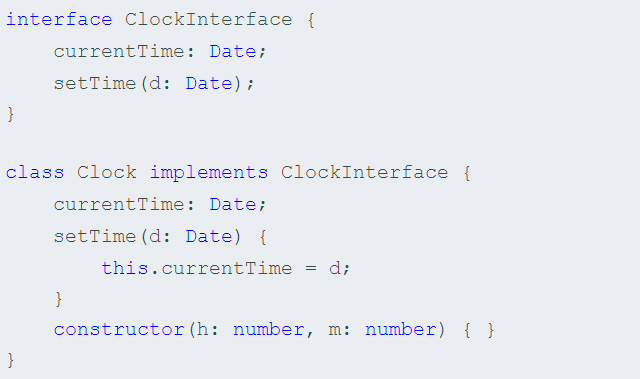 interface ClockInterface {
    currentTime: Date;
    setTime(d: Date);
}

class Clock implements ClockInterface {
    currentTime: Date;
    setTime(d: Date) {
        this.currentTime = d;
    }
    constructor(h: number, m: number) { }
}